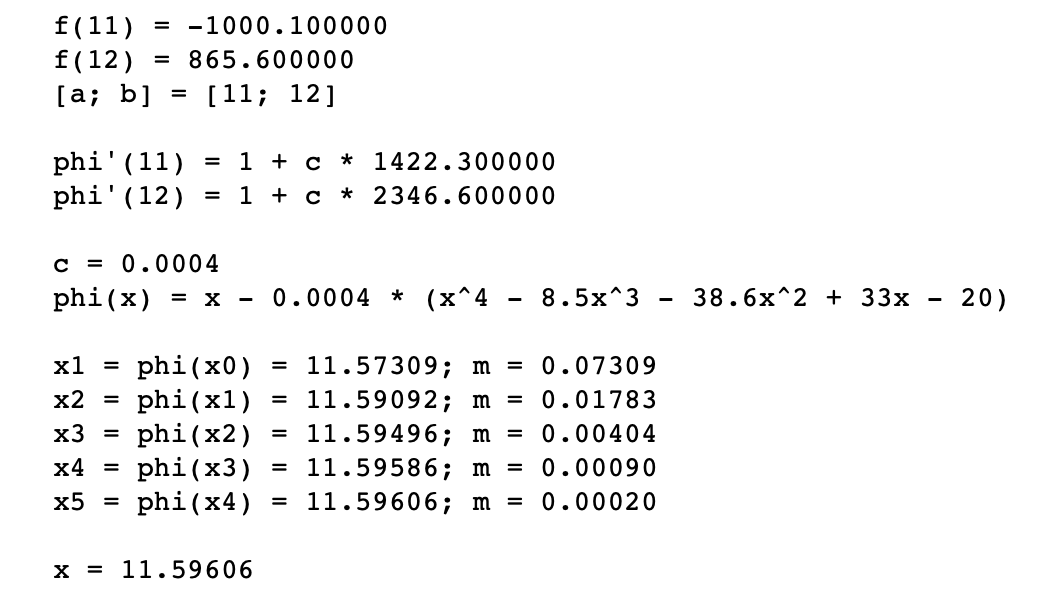 f(11) = -1000.100000
f(12) = 865.600000
[a; b] = [11; 12]
phi'(11) = 1 + c * 1422.300000
phi'(12) = 1 + c * 2346.600000
c = 0.0004
phi(x) = x - 0.0004 * (x^4 - 8.5x^3 - 38.6x^2 + 33x - 20)
x1 = phi(x0) = 11.57309; m = 0.07309
x2 = phi(x1) = 11.59092; m = 0.01783
x3 = phi(x2) = 11.59496; m = 0.00404
x4 = phi(x3) = 11.59586; m = 0.00090
x5 = phi(x4) = 11.59606; m = 0.00020
x = 11.59606